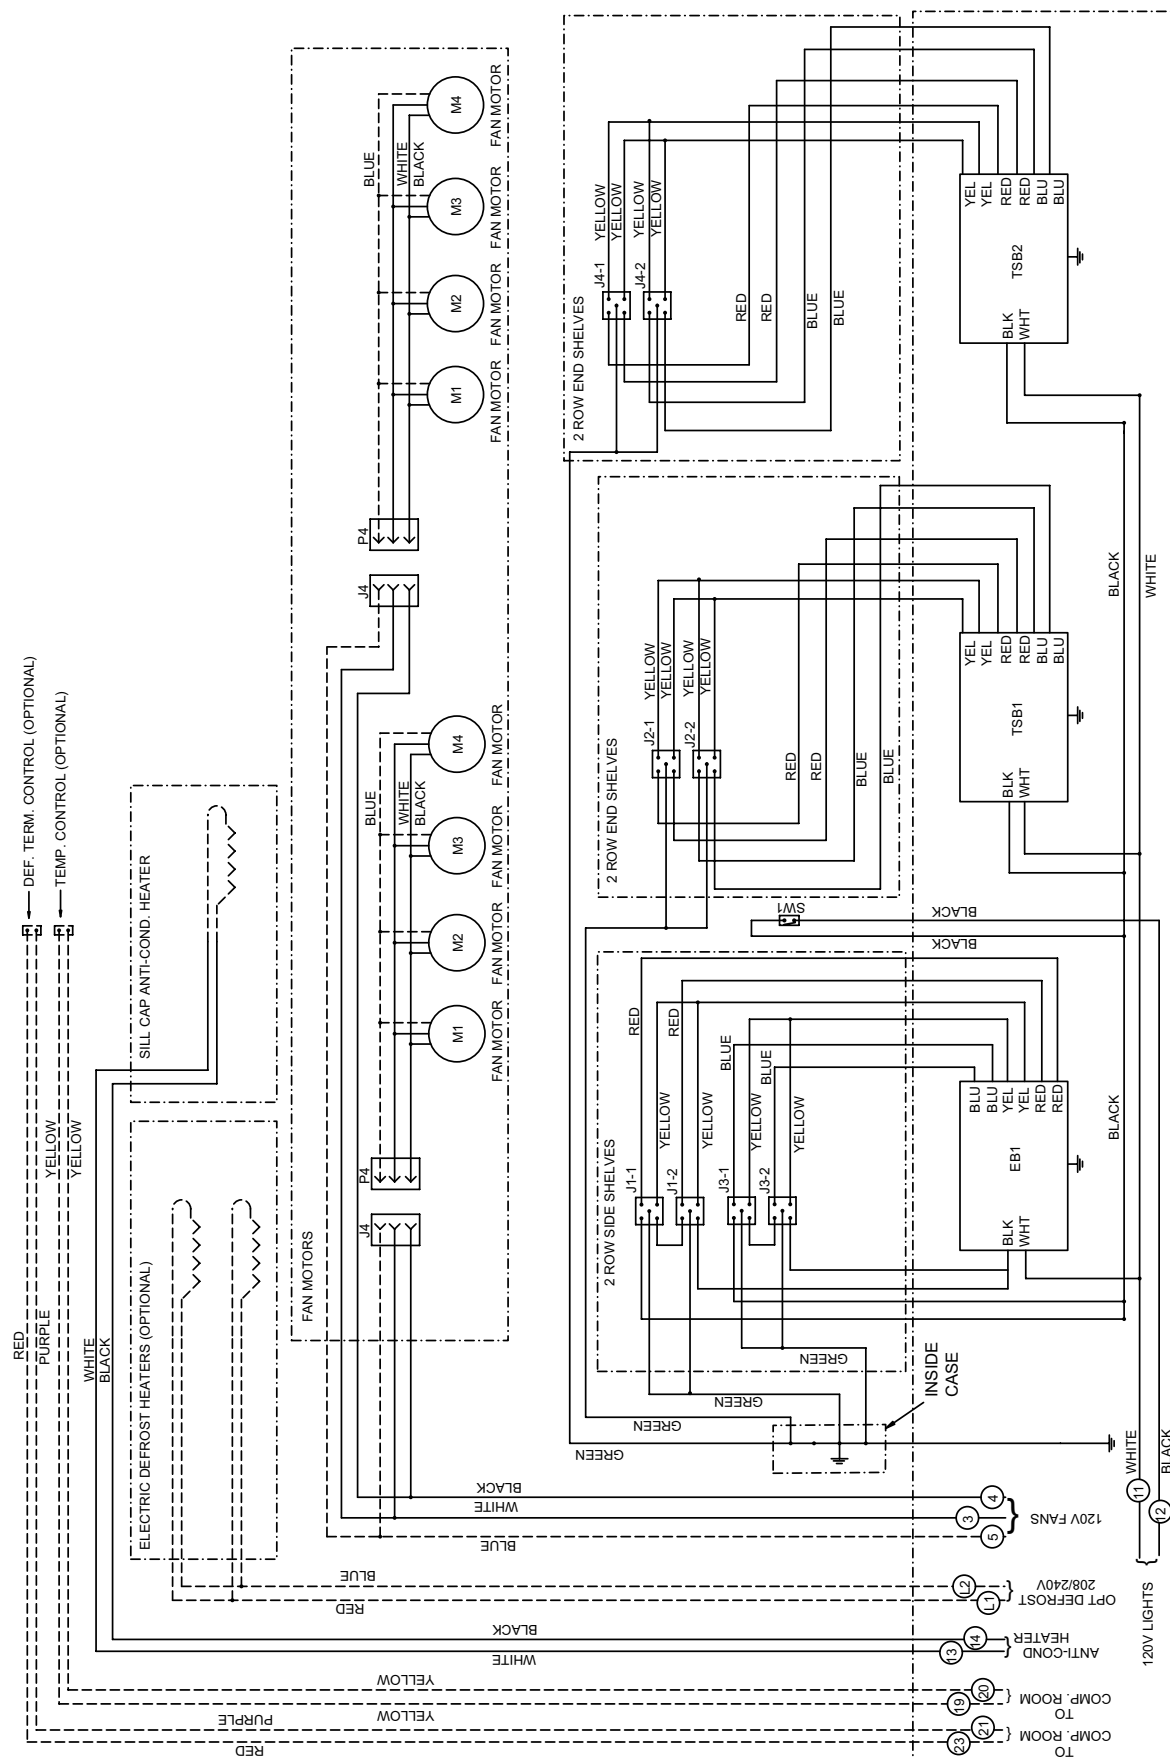 DEF. TERM. CONTROL (OPTIONAL)
TEMP. CONTROL (OPTIONAL)
RED
PURPLE
YELLOW
YELLOW
WHITE
BLACK
SILL CAP ANTI-COND. HEATER
ELECTRIC DEFROST HEATERS (OPTIONAL)
FAN MOTORS
BLUE
WHITE
BLACK
M4
FAN MOTOR
M3
FAN MOTOR
M2
FAN MOTOR
M1
FAN MOTOR
P4
J4
BLUE
WHITE
BLACK
M4
FAN MOTOR
M3
FAN MOTOR
M2
FAN MOTOR
M1
FAN MOTOR
P4
J4
2 ROW END SHELVES
J4-1
YELLOW
YELLOW
J4-2
YELLOW
YELLOW
RED
RED
BLUE
BLUE
YEL
YEL
RED
RED
BLU
BLU
TSB2
BLK
WHT
2 ROW END SHELVES
J2-1
YELLOW
YELLOW
J2-2
YELLOW
YELLOW
RED
RED
BLUE
BLUE
YEL
YEL
RED
RED
BLU
BLU
TSB1
BLK
WHT
BLACK
WHITE
SW1
BLACK
BLACK
2 ROW SIDE SHELVES
J1-1
RED
YELLOW
J1-2
RED
YELLOW
J3-1
BLUE
YELLOW
J3-2
BLUE
YELLOW
BLU
BLU
YEL
YEL
RED
RED
EB1
BLK
WHT
BLACK
GREEN
GREEN
GREEN
GREEN
INSIDE
CASE
WHITE
11
BLACK
12
120V LIGHTS
BLACK
4
WHITE
3
BLUE
5
120V FANS
BLUE
L2
RED
L1
OPT DEFROST
208/240V
BLACK
14
WHITE
13
ANTI-COND
HEATER
YELLOW
20
YELLOW
19
TO
COMP. ROOM
PURPLE
21
RED
23
TO
COMP. ROOM